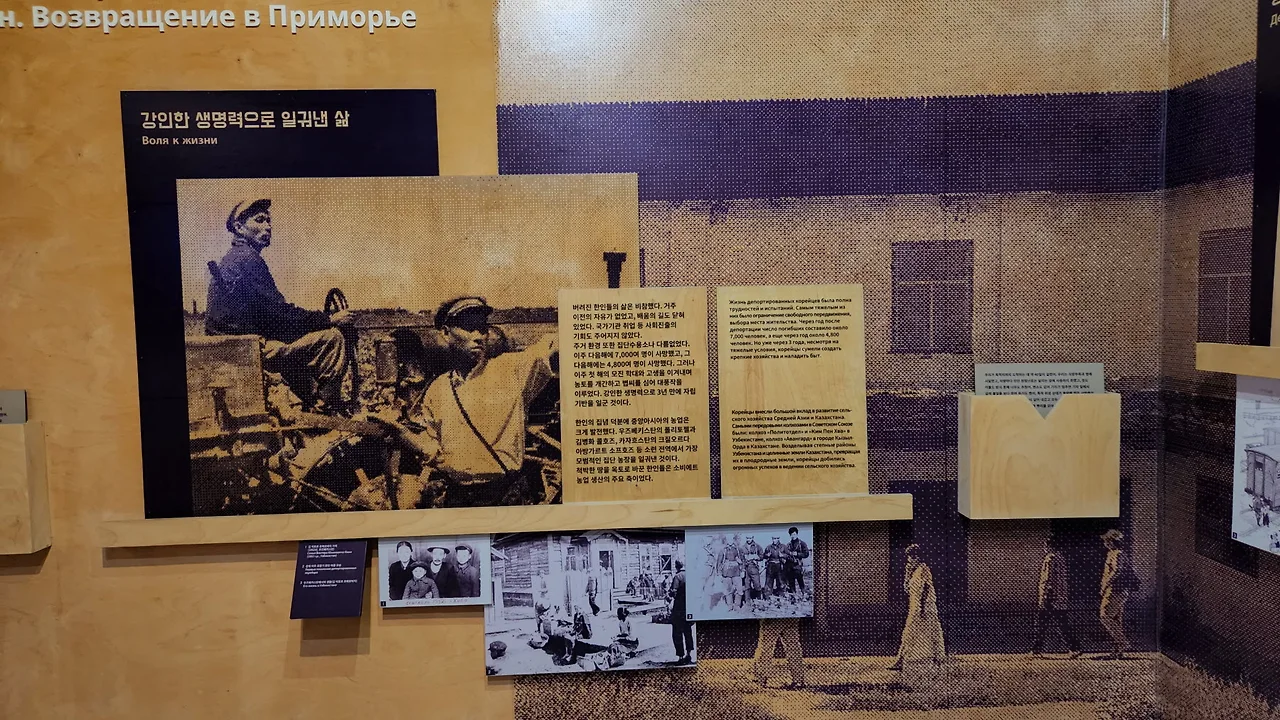 н. Возвращение в Приморье
강인한 생명력으로 일궈낸 삶
Воля к жизни
버려진 한인들의 삶은 비참했다. 거주
이전의 자유가 없었고, 배움의 길도 닫혀
있었다. 국가기관 취업 등 사회진출의
기회도 주어지지 않았다.
주거 환경 또한 집단수용소나 다름없었다.
이주 다음해에 7,000여 명이 사망했고, 그
다음해에는 4,800여 명이 사망했다. 그러나
이주 첫 해의 모진 학대와 고생을 이겨내며
농토를 개간하고 볍씨를 심어 대풍작을
이루었다. 강인한 생명력으로 3년 만에 자립
기반을 일군 것이다.
한인의 집념 덕분에 중앙아시아의 농업은
크게 발전했다. 우즈베키스탄의 폴리토젤과
김병화 콜호즈, 카자흐스탄의 크질오르다
아방가르트 소프호즈 등 소련 전역에서 가장
모범적인 집단 농장을 일궈낸 것이다.
척박한 땅을 옥토로 바꾼 한인들은 소비에트
농업 생산의 주요 축이었다.
Жизнь депортированных корейцев была полна
трудностей и испытаний. Самым тяжелым из
них было ограничение свободного передвижения,
выбора места жительства. Через год после
депортации число погибших составило около
7,000 человек, а еще через год около 4,800
человек. Но уже через 3 года, несмотря на
тяжелые условия, корейцы сумели создать
крепкие хозяйства и наладить быт.
Корейцы внесли большой вклад в развитие сель-
ского хозяйства Средней Азии и Казахстана.
Самыми передовыми колхозами в Советском Союзе
были: колхоз «Политотдел» и «Ким Пен Хва» в
Узбекистане, колхоз «Авангард» в городе Кызыл
Орда в Казахстане. Возделывая степные районы
Узбекистана и целинные земли Казахстана, превращая
их в плодородные земли, корейцы добились
огромных успехов в ведении сельского хозяйства.